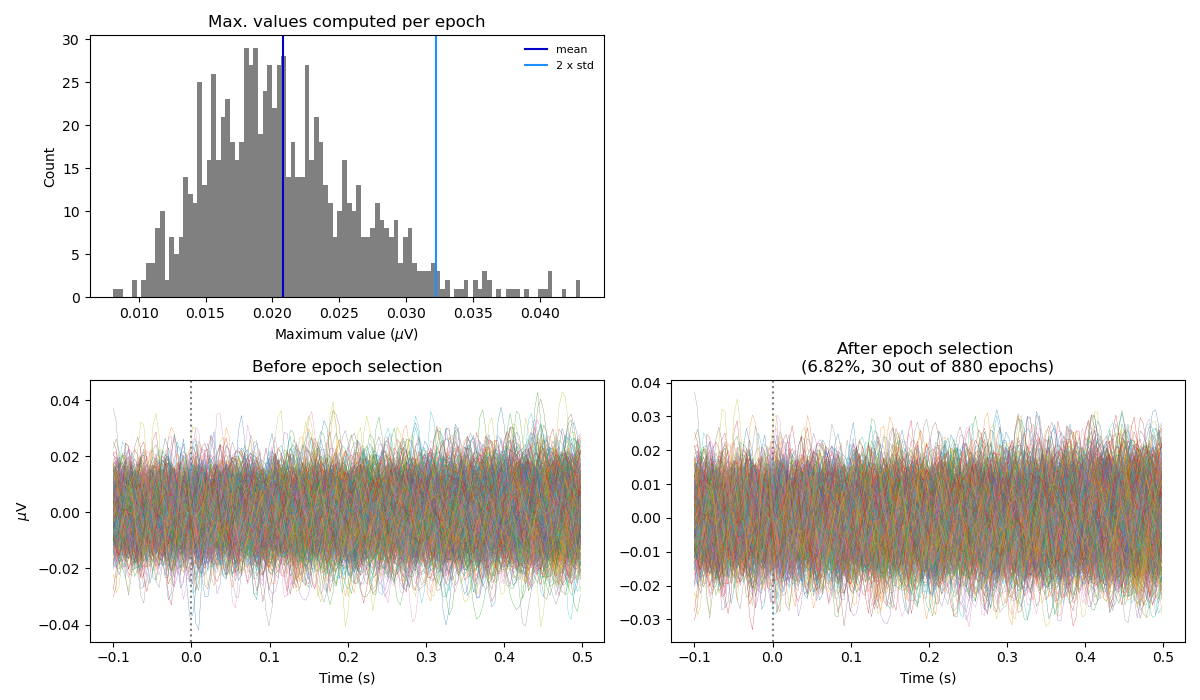 Max. values computed per epoch
30
25
20
15
10
5
0
Count
mean
2 x std
0.010 0.015 0.020 0.025 0.030 0.035 0.040
Maximum value (μV)
Before epoch selection
0.04
0.02
0.00
−0.02
−0.04
μV
−0.1 0.0 0.1 0.2 0.3 0.4 0.5
Time (s)
After epoch selection
(6.82%, 30 out of 880 epochs)
0.04
0.03
0.02
0.01
0.00
−0.01
−0.02
−0.03
−0.1 0.0 0.1 0.2 0.3 0.4 0.5
Time (s)